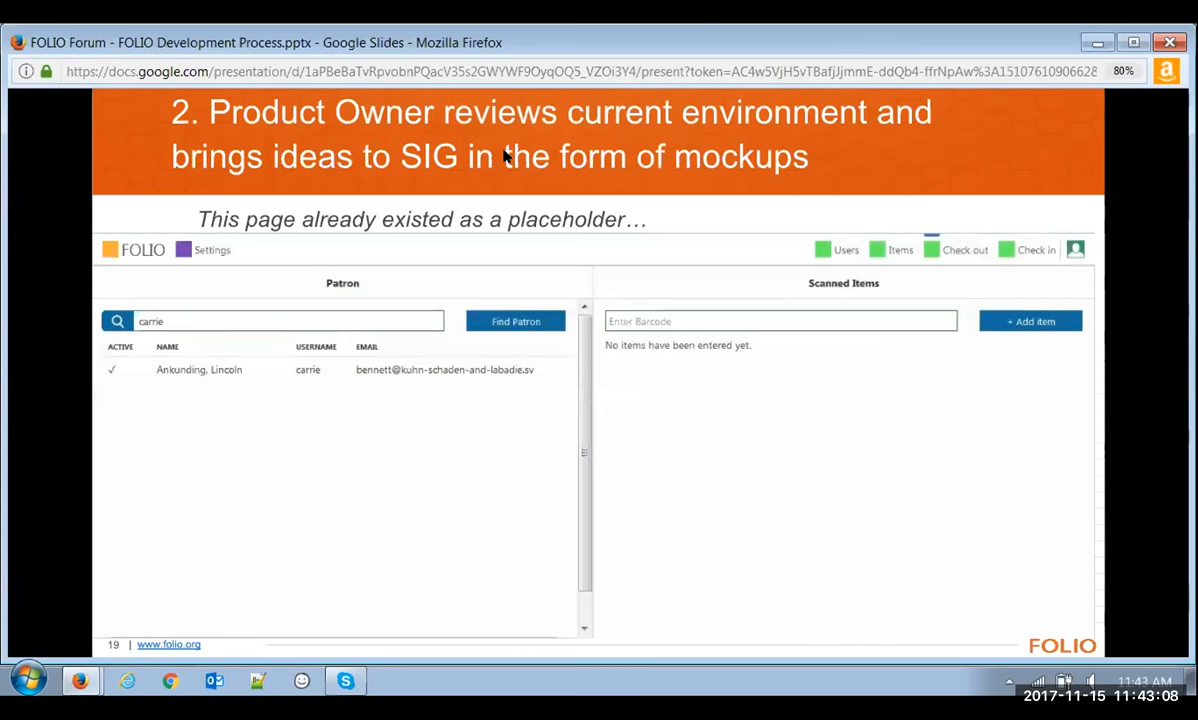 FOLIO Forum - FOLIO Development Process.pptx - Google Slides - Mozilla Firefox
https://docs.google.com/presentation/d/1aPBeBaTvRpvobnPQacV35s2GWYWF9OyqOQ5_VZOi3Y4/present?token=AC4w5VjH5vTBafjJjmmE-ddQb4-ffrNpAw%3A15107610906628 80%
2. Product Owner reviews current environment and
brings ideas to SIG in the form of mockups
This page already existed as a placeholder…
FOLIO Settings Users Items Check out Check in
Patron Scanned Items
carrie Find Patron Enter Barcode + Add item
ACTIVE NAME USERNAME EMAIL No items have been entered yet.
✓ Ankunding, Lincoln carrie bennett@kuhn-schaden-and-labadie.sv
19 www.folio.org FOLIO
11:43 AM
2017-11-15 11:43:08